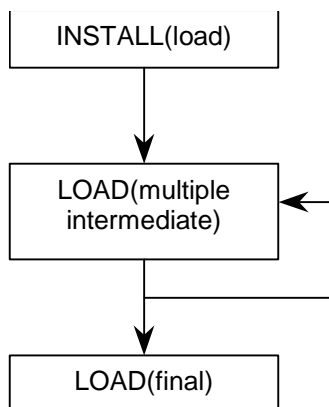 INSTALL(load)
LOAD(multiple
intermediate)
LOAD(final)